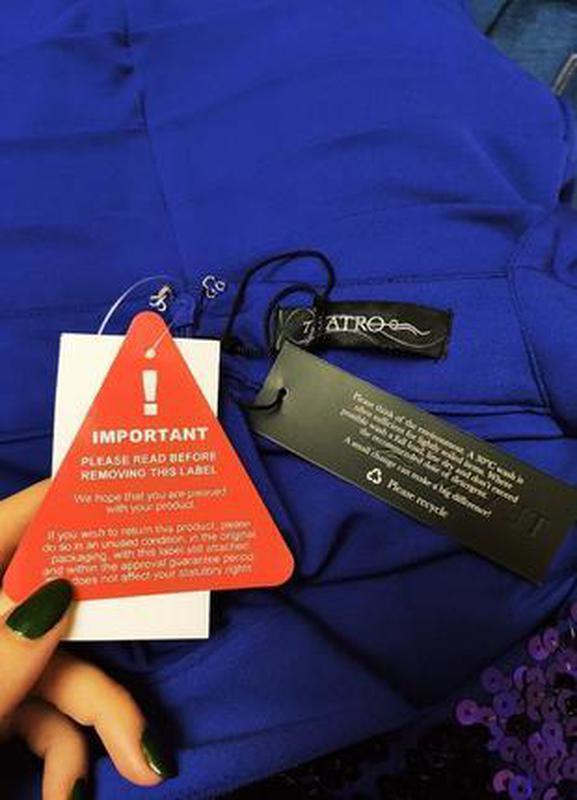 !
IMPORTANT
PLEASE READ BEFORE
REMOVING THIS LABEL
We hope that you are pleased
with your product.
If you wish to return this product, please
do so in an unused condition, in the original
packaging, with this label still attached
and within the approval guarantee period
does not affect your statutory rights
ATRO
Please think of the environment. A 30°C wash is
often sufficient for lightly soiled items. Where
possible wash a full load, line dry and don't exceed
the recommended dose of detergent.
A small change can make a big difference!
Please recycle